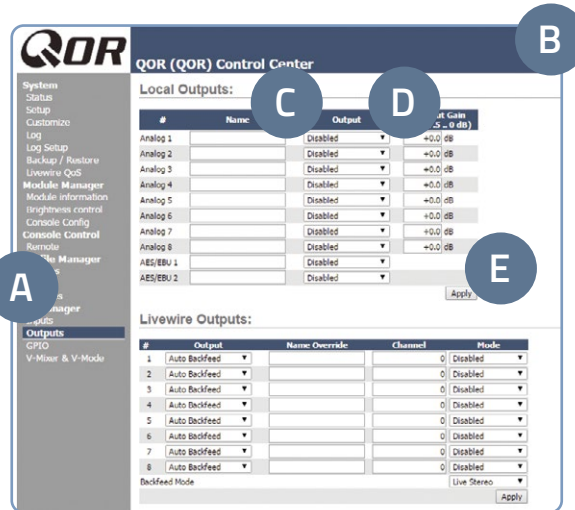 QOR
QOR (QOR) Control Center
B
System
Status
Setup
Customize
Log
Log Setup
Backup / Restore
Livewire QoS
Module Manager
Module information
Brightness control
Console Config
Console Control
Remote
Manager
A
Inputs
Outputs
GPIO
V-Mixer & V-Mode
Local Outputs:
C
D
# Name Output Gain
0 dB)
Analog 1 Disabled +0.0 dB
Analog 2 Disabled +0.0 dB
Analog 3 Disabled +0.0 dB
Analog 4 Disabled +0.0 dB
Analog 5 Disabled +0.0 dB
Analog 6 Disabled +0.0 dB
Analog 7 Disabled +0.0 dB
Analog 8 Disabled +0.0 dB
AES/EBU 1 Disabled
AES/EBU 2 Disabled
E
Apply
Livewire Outputs:
# Output Name Override Channel Mode
1 Auto Backfeed 0 Disabled
2 Auto Backfeed 0 Disabled
3 Auto Backfeed 0 Disabled
4 Auto Backfeed 0 Disabled
5 Auto Backfeed 0 Disabled
6 Auto Backfeed 0 Disabled
7 Auto Backfeed 0 Disabled
8 Auto Backfeed 0 Disabled
Backfeed Mode Live Stereo
Apply